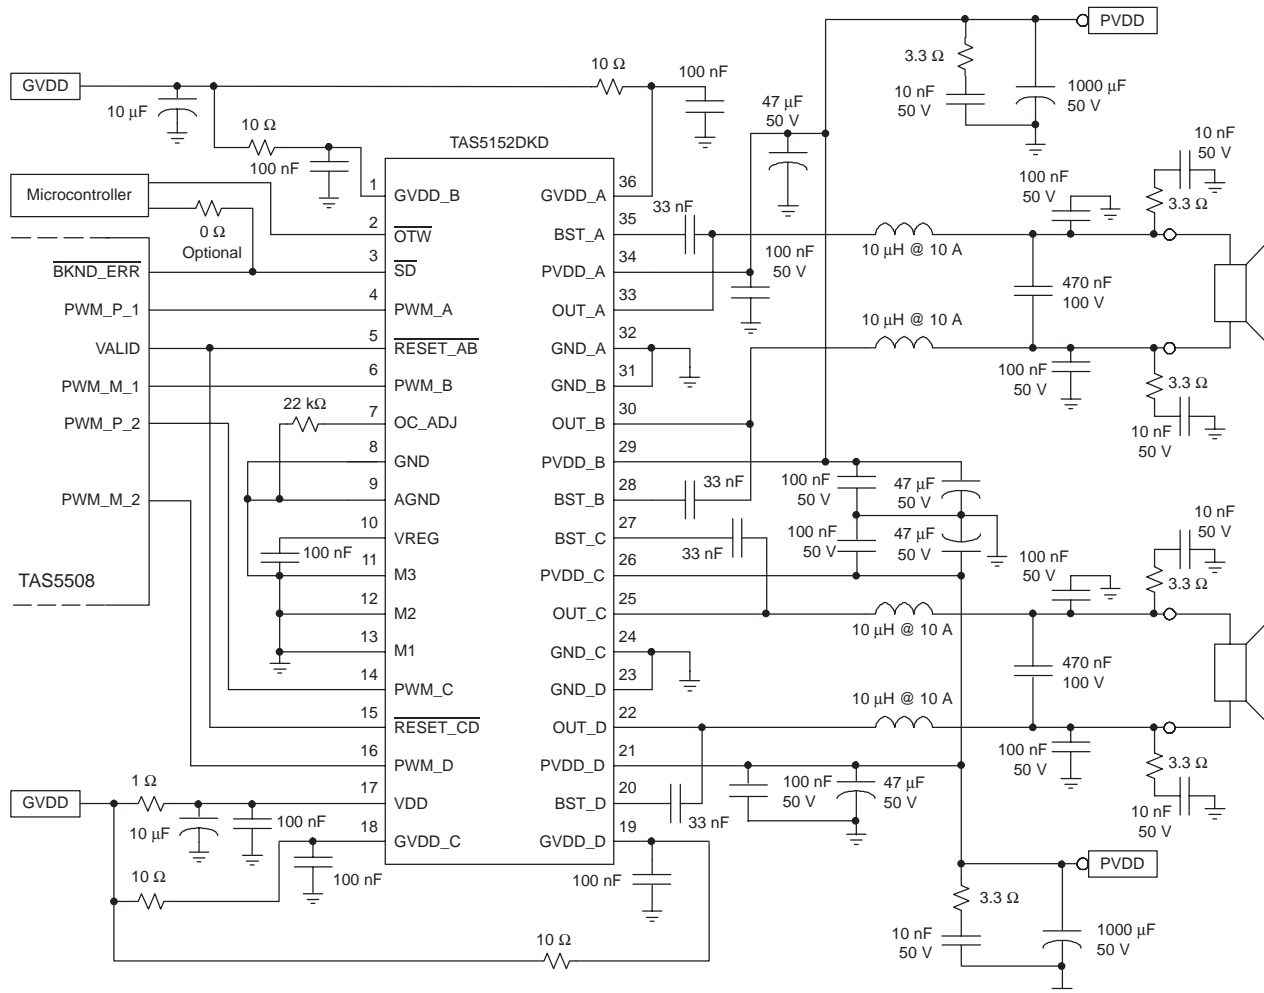 PVDD
3.3 Ω
10 nF
50 V
1000 µF
50 V
GVDD
10 µF
10 Ω
100 nF
10 Ω
100 nF
47 µF
50 V
TAS5152DKD
Microcontroller
0 Ω
Optional
TAS5508
BKND_ERR
PWM_P_1
VALID
PWM_M_1
PWM_P_2
PWM_M_2
1 GVDD_B
2 OTW
3 SD
4 PWM_A
5 RESET_AB
6 PWM_B
22 kΩ
7 OC_ADJ
8 GND
9 AGND
10 VREG
100 nF
11 M3
12 M2
13 M1
14 PWM_C
15 RESET_CD
16 PWM_D
17 VDD
18 GVDD_C
GVDD_A 36
BST_A 35
PVDD_A 34
OUT_A 33
GND_A 32
GND_B 31
OUT_B 30
PVDD_B 29
BST_B 28
BST_C 27
PVDD_C 26
OUT_C 25
GND_C 24
GND_D 23
OUT_D 22
PVDD_D 21
BST_D 20
GVDD_D 19
33 nF
100 nF
50 V
10 µH @ 10 A
10 µH @ 10 A
100 nF
50 V
10 nF
50 V
3.3 Ω
470 nF
100 V
100 nF
50 V
3.3 Ω
10 nF
50 V
33 nF
33 nF
100 nF
50 V
47 µF
50 V
100 nF
50 V
47 µF
50 V
10 µH @ 10 A
10 µH @ 10 A
100 nF
50 V
10 nF
50 V
3.3 Ω
470 nF
100 V
100 nF
50 V
3.3 Ω
10 nF
50 V
100 nF
50 V
47 µF
50 V
33 nF
GVDD
1 Ω
10 µF
100 nF
10 Ω
100 nF
100 nF
10 Ω
PVDD
3.3 Ω
10 nF
50 V
1000 µF
50 V